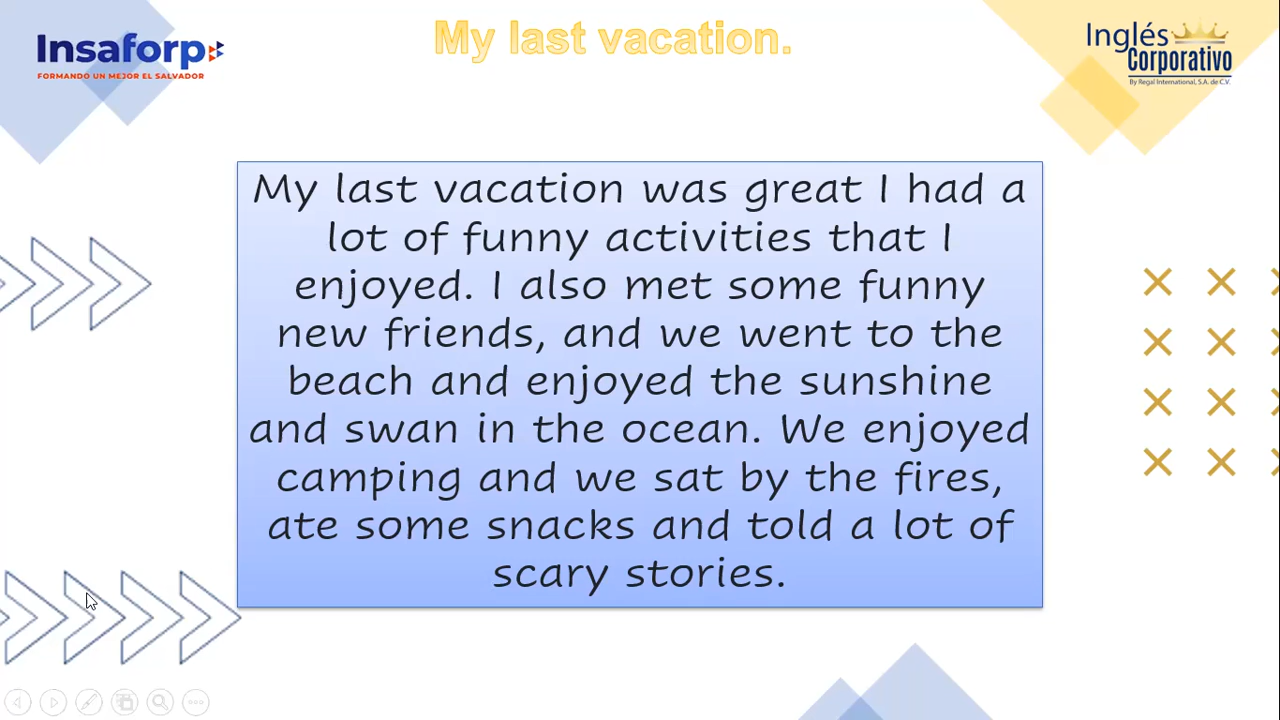 My last vacation.
Insaforp
FORMANDO UN MEJOR EL SALVADOR
Inglés
Corporativo
By Regal International, S.A. de C.V.
My last vacation was great I had a
lot of funny activities that I
enjoyed. I also met some funny
new friends, and we went to the
beach and enjoyed the sunshine
and swan in the ocean. We enjoyed
camping and we sat by the fires,
ate some snacks and told a lot of
scary stories.